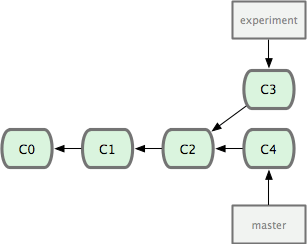 experiment
C3
C0 C1 C2 C4
master